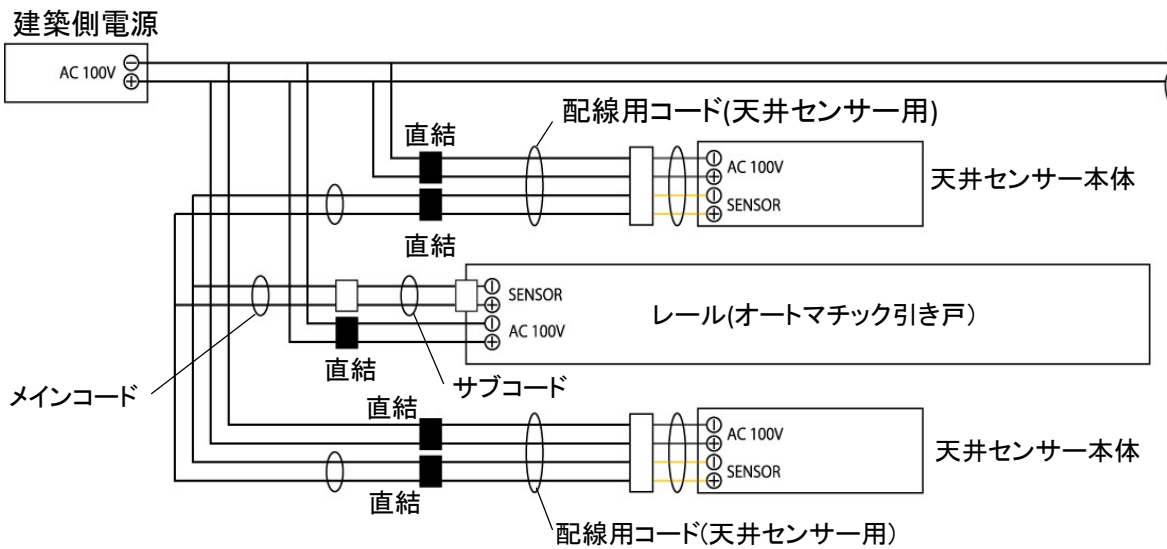 建築側電源
AC 100V
配線用コード(天井センサー用)
直結
AC 100V
天井センサー本体
SENSOR
直結
SENSOR
レール(オートマチック引き戸)
AC 100V
直結
サブコード
メインコード
直結
AC 100V
天井センサー本体
SENSOR
直結
配線用コード(天井センサー用)